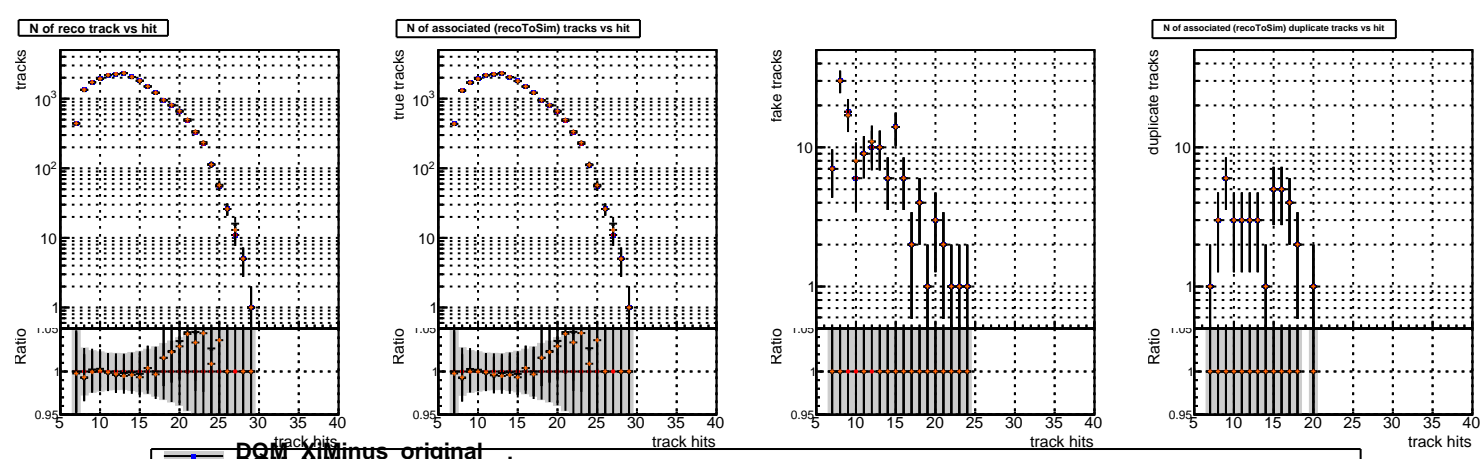 N of reco track vs hit
tracks
10³
10²
10
1
Ratio
1.05
1
0.95
5 10 15 20 25 30 35 40
track hits
N of associated (recoToSim) tracks vs hit
true tracks
10³
10²
10
1
Ratio
1.05
1
0.95
5 10 15 20 25 30 35 40
track hits
fake tracks
10
1
Ratio
1.05
1
0.95
5 10 15 20 25 30 35 40
track hits
N of associated (recoToSim) duplicate tracks vs hit
duplicate tracks
10
1
Ratio
1.05
1
0.95
5 10 15 20 25 30 35 40
track hits
DQM_XiMinus_original